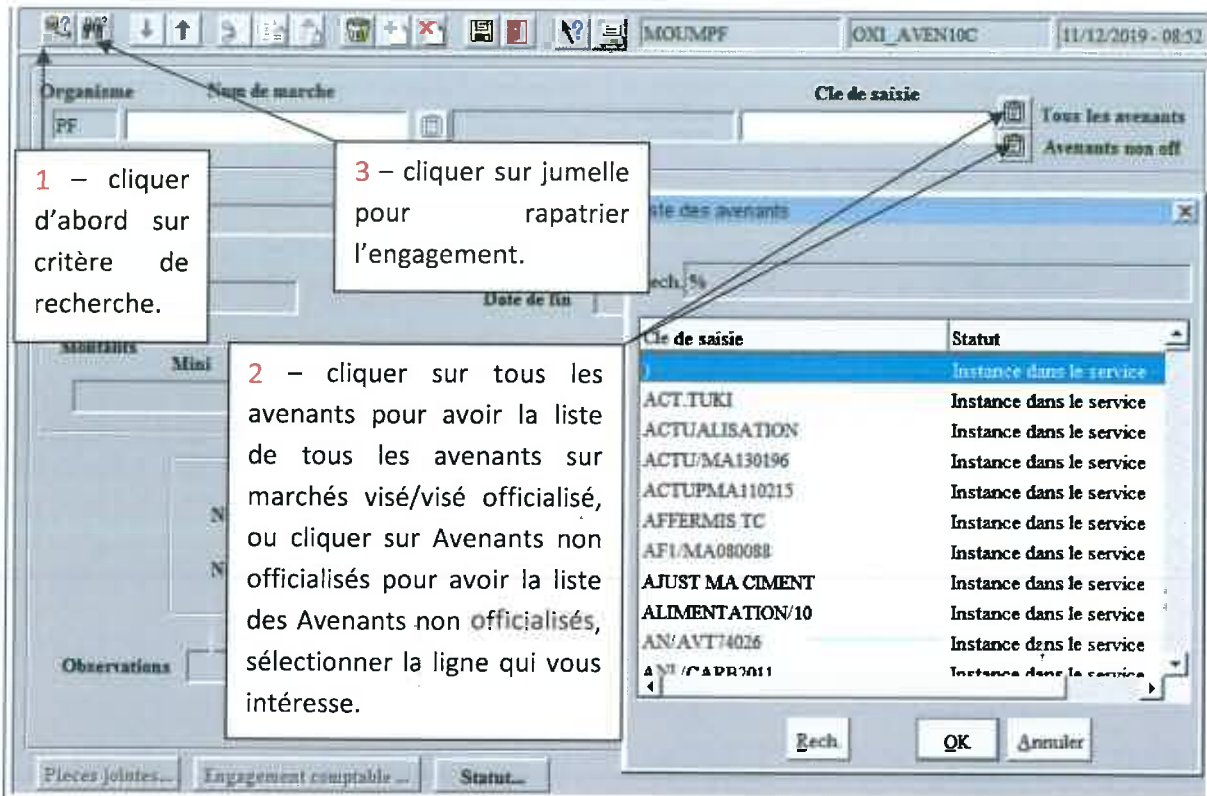 MOUMPF OXI_AVEN10C 11/12/2019 - 08:52
Organisme Num de marche Cle de saisie
PF Tous les avenants
Avenants non off
1 – cliquer
d'abord sur
critère de
recherche.
3 – cliquer sur jumelle
pour rapatrier
l'engagement.
Liste des avenants
Rech. %
Date de fin
Cle de saisie Statut
) Instance dans le service
ACT.TUKI Instance dans le service
ACTUALISATION Instance dans le service
ACTU/MA130196 Instance dans le service
ACTUPMA110215 Instance dans le service
AFFERMIS TC Instance dans le service
AF1/MA080088 Instance dans le service
AJUST MA CIMENT Instance dans le service
ALIMENTATION/10 Instance dans le service
AN/AVT74026 Instance dans le service
Instance dans le service
Montants
Mini
2 – cliquer sur tous les
avenants pour avoir la liste
de tous les avenants sur
marchés visé/visé officialisé,
ou cliquer sur Avenants non
officialisés pour avoir la liste
des Avenants non officialisés,
sélectionner la ligne qui vous
intéresse.
N
N
Observations
Rech. OK Annuler
Pieces jointes... Engagement comptable ... Statut...